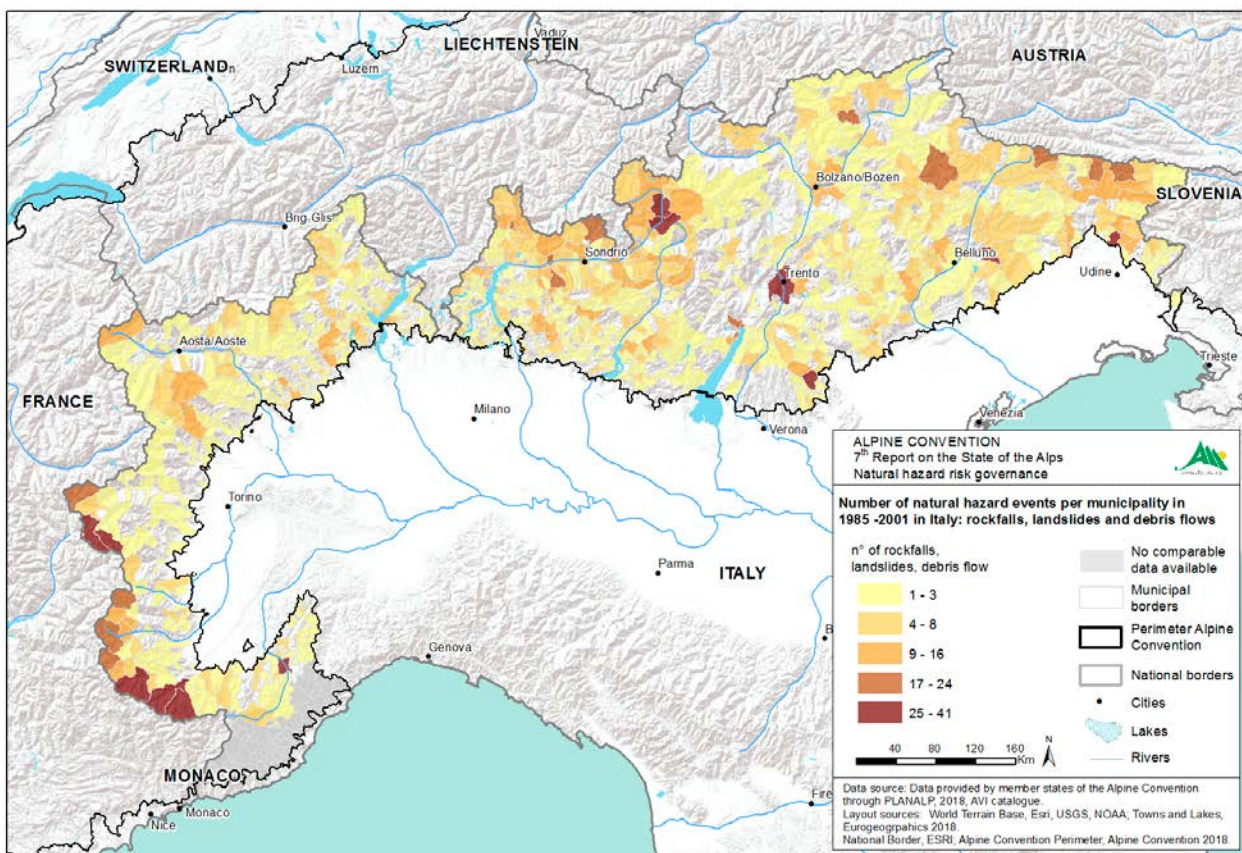 Vaduz
LIECHTENSTEIN
AUSTRIA
SWITZERLAND
n
Luzern
SLOVENIA
Bolzano/Bozen
Brig Glis
Sondrio
Belluno
Trento
Udine
Aosta/Aoste
Trieste
FRANCE
Milano
Venezia
Verona
Torino
Parma
ITALY
B
Genova
MONACO
Monaco
Nice
Fire
ALPINE CONVENTION
7th Report on the State of the Alps
Natural hazard risk governance
Number of natural hazard events per municipality in
1985 -2001 in Italy: rockfalls, landslides and debris flows
n° of rockfalls,
landslides, debris flow
1 - 3
4 - 8
9 - 16
17 - 24
25 - 41
No comparable
data available
Municipal
borders
Perimeter Alpine
Convention
National borders
Cities
Lakes
Rivers
40 80 120 160
Km
N
Data source: Data provided by member states of the Alpine Convention
through PLANALP, 2018, AVI catalogue.
Layout sources: World Terrain Base, Esri, USGS, NOAA; Towns and Lakes,
Eurogeogrpahics 2018.
National Border, ESRI; Alpine Convention Perimeter, Alpine Convention 2018.